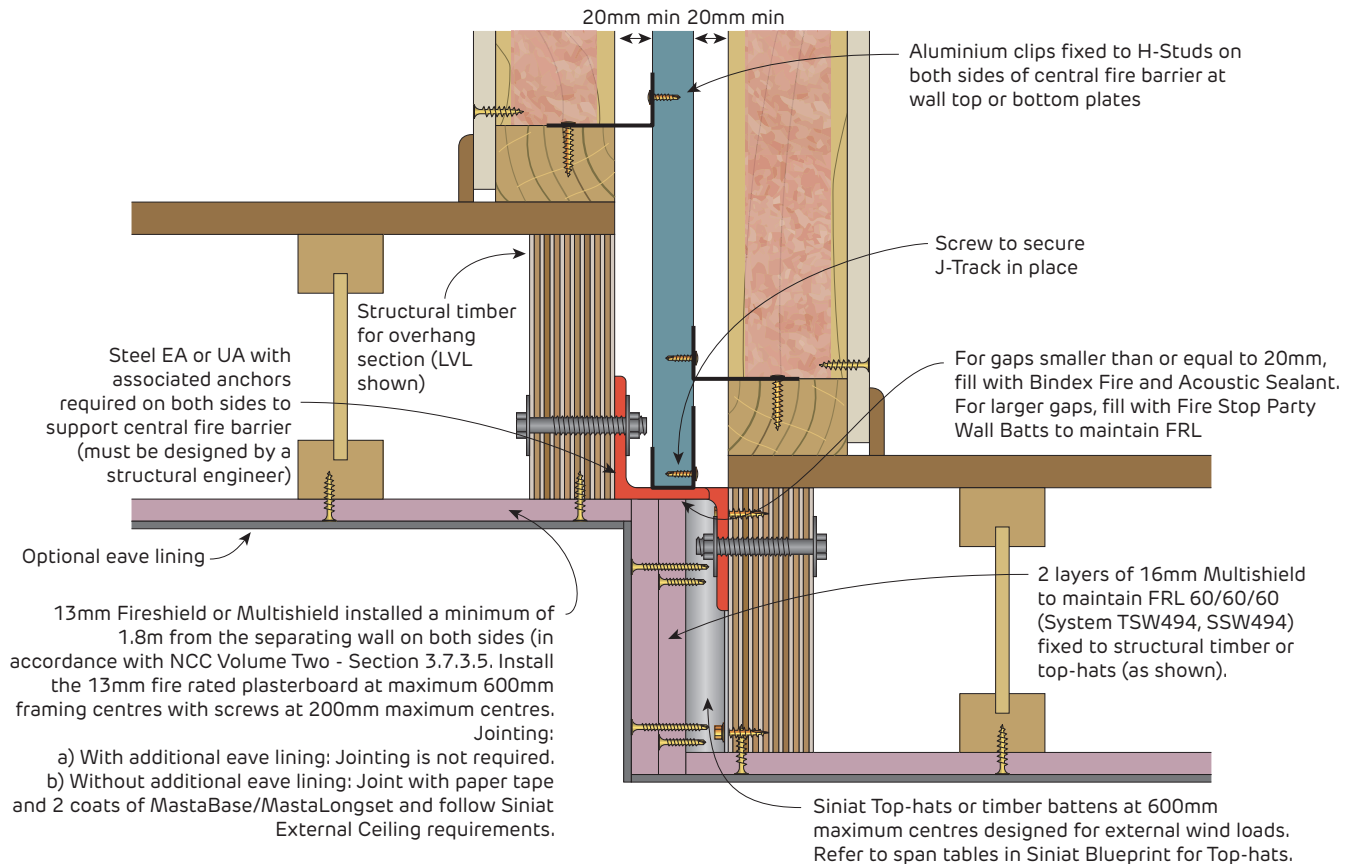 20mm min 20mm min
Aluminium clips fixed to H-Studs on
both sides of central fire barrier at
wall top or bottom plates
Screw to secure
J-Track in place
Structural timber
for overhang
section (LVL
shown)
Steel EA or UA with
associated anchors
required on both sides to
support central fire barrier
(must be designed by a
structural engineer)
For gaps smaller than or equal to 20mm,
fill with Bindex Fire and Acoustic Sealant.
For larger gaps, fill with Fire Stop Party
Wall Batts to maintain FRL
Optional eave lining
2 layers of 16mm Multishield
to maintain FRL 60/60/60
(System TSW494, SSW494)
fixed to structural timber or
top-hats (as shown).
13mm Fireshield or Multishield installed a minimum of
1.8m from the separating wall on both sides (in
accordance with NCC Volume Two - Section 3.7.3.5. Install
the 13mm fire rated plasterboard at maximum 600mm
framing centres with screws at 200mm maximum centres.
Jointing:
a) With additional eave lining: Jointing is not required.
b) Without additional eave lining: Joint with paper tape
and 2 coats of MastaBase/MastaLongset and follow Siniat
External Ceiling requirements.
Siniat Top-hats or timber battens at 600mm
maximum centres designed for external wind loads.
Refer to span tables in Siniat Blueprint for Top-hats.